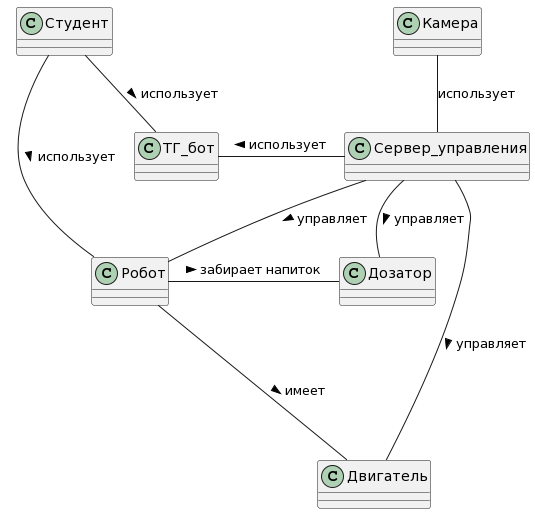 C Студент
C Камера
использует
использует
C ТГ_бот
использует
C Сервер_управления
использует
управляет
управляет
C Робот
забирает напиток
C Дозатор
управляет
имеет
C Двигатель